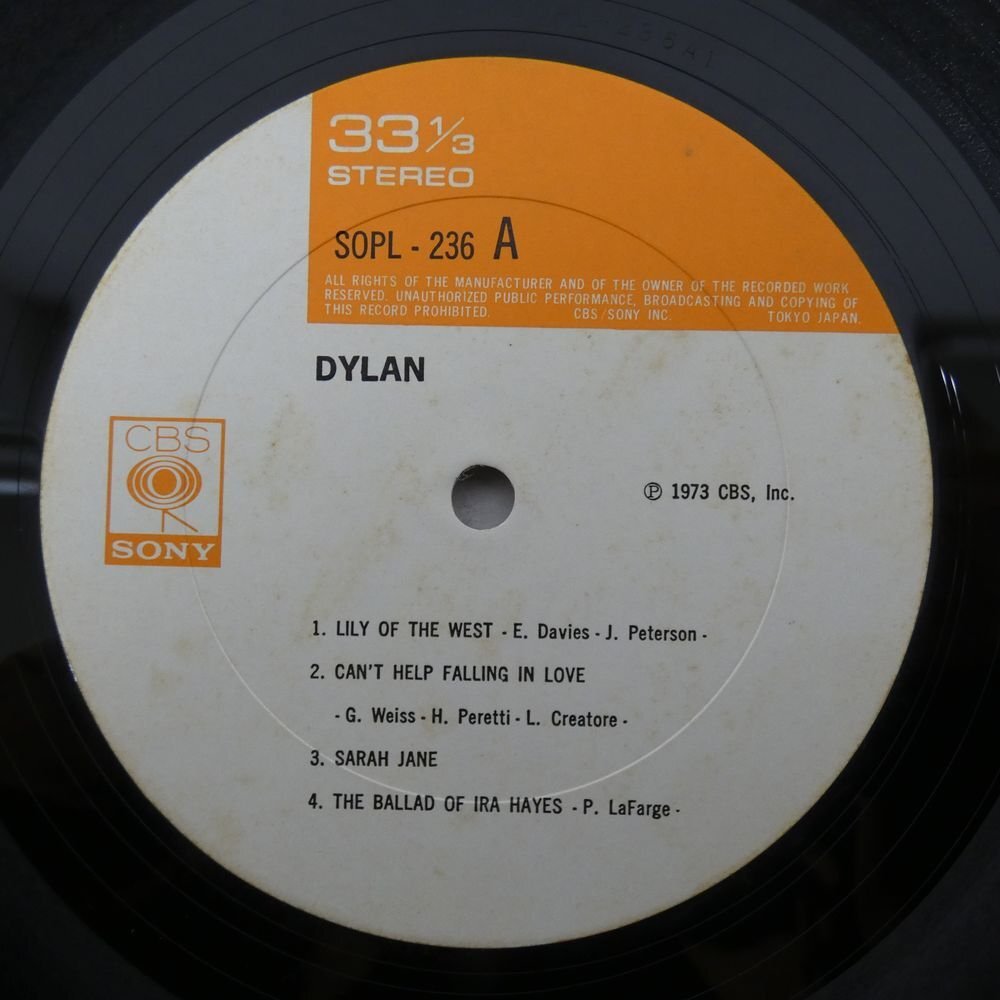 33 1/3
STEREO
SOPL - 236 A
ALL RIGHTS OF THE MANUFACTURER AND OF THE OWNER OF THE RECORDED WORK
RESERVED. UNAUTHORIZED PUBLIC PERFORMANCE, BROADCASTING AND COPYING OF
THIS RECORD PROHIBITED. CBS/SONY INC. TOKYO JAPAN.
DYLAN
CBS
SONY
℗ 1973 CBS, Inc.
1. LILY OF THE WEST - E. Davies - J. Peterson -
2. CAN'T HELP FALLING IN LOVE
- G. Weiss - H. Peretti - L. Creatore -
3. SARAH JANE
4. THE BALLAD OF IRA HAYES - P. LaFarge -